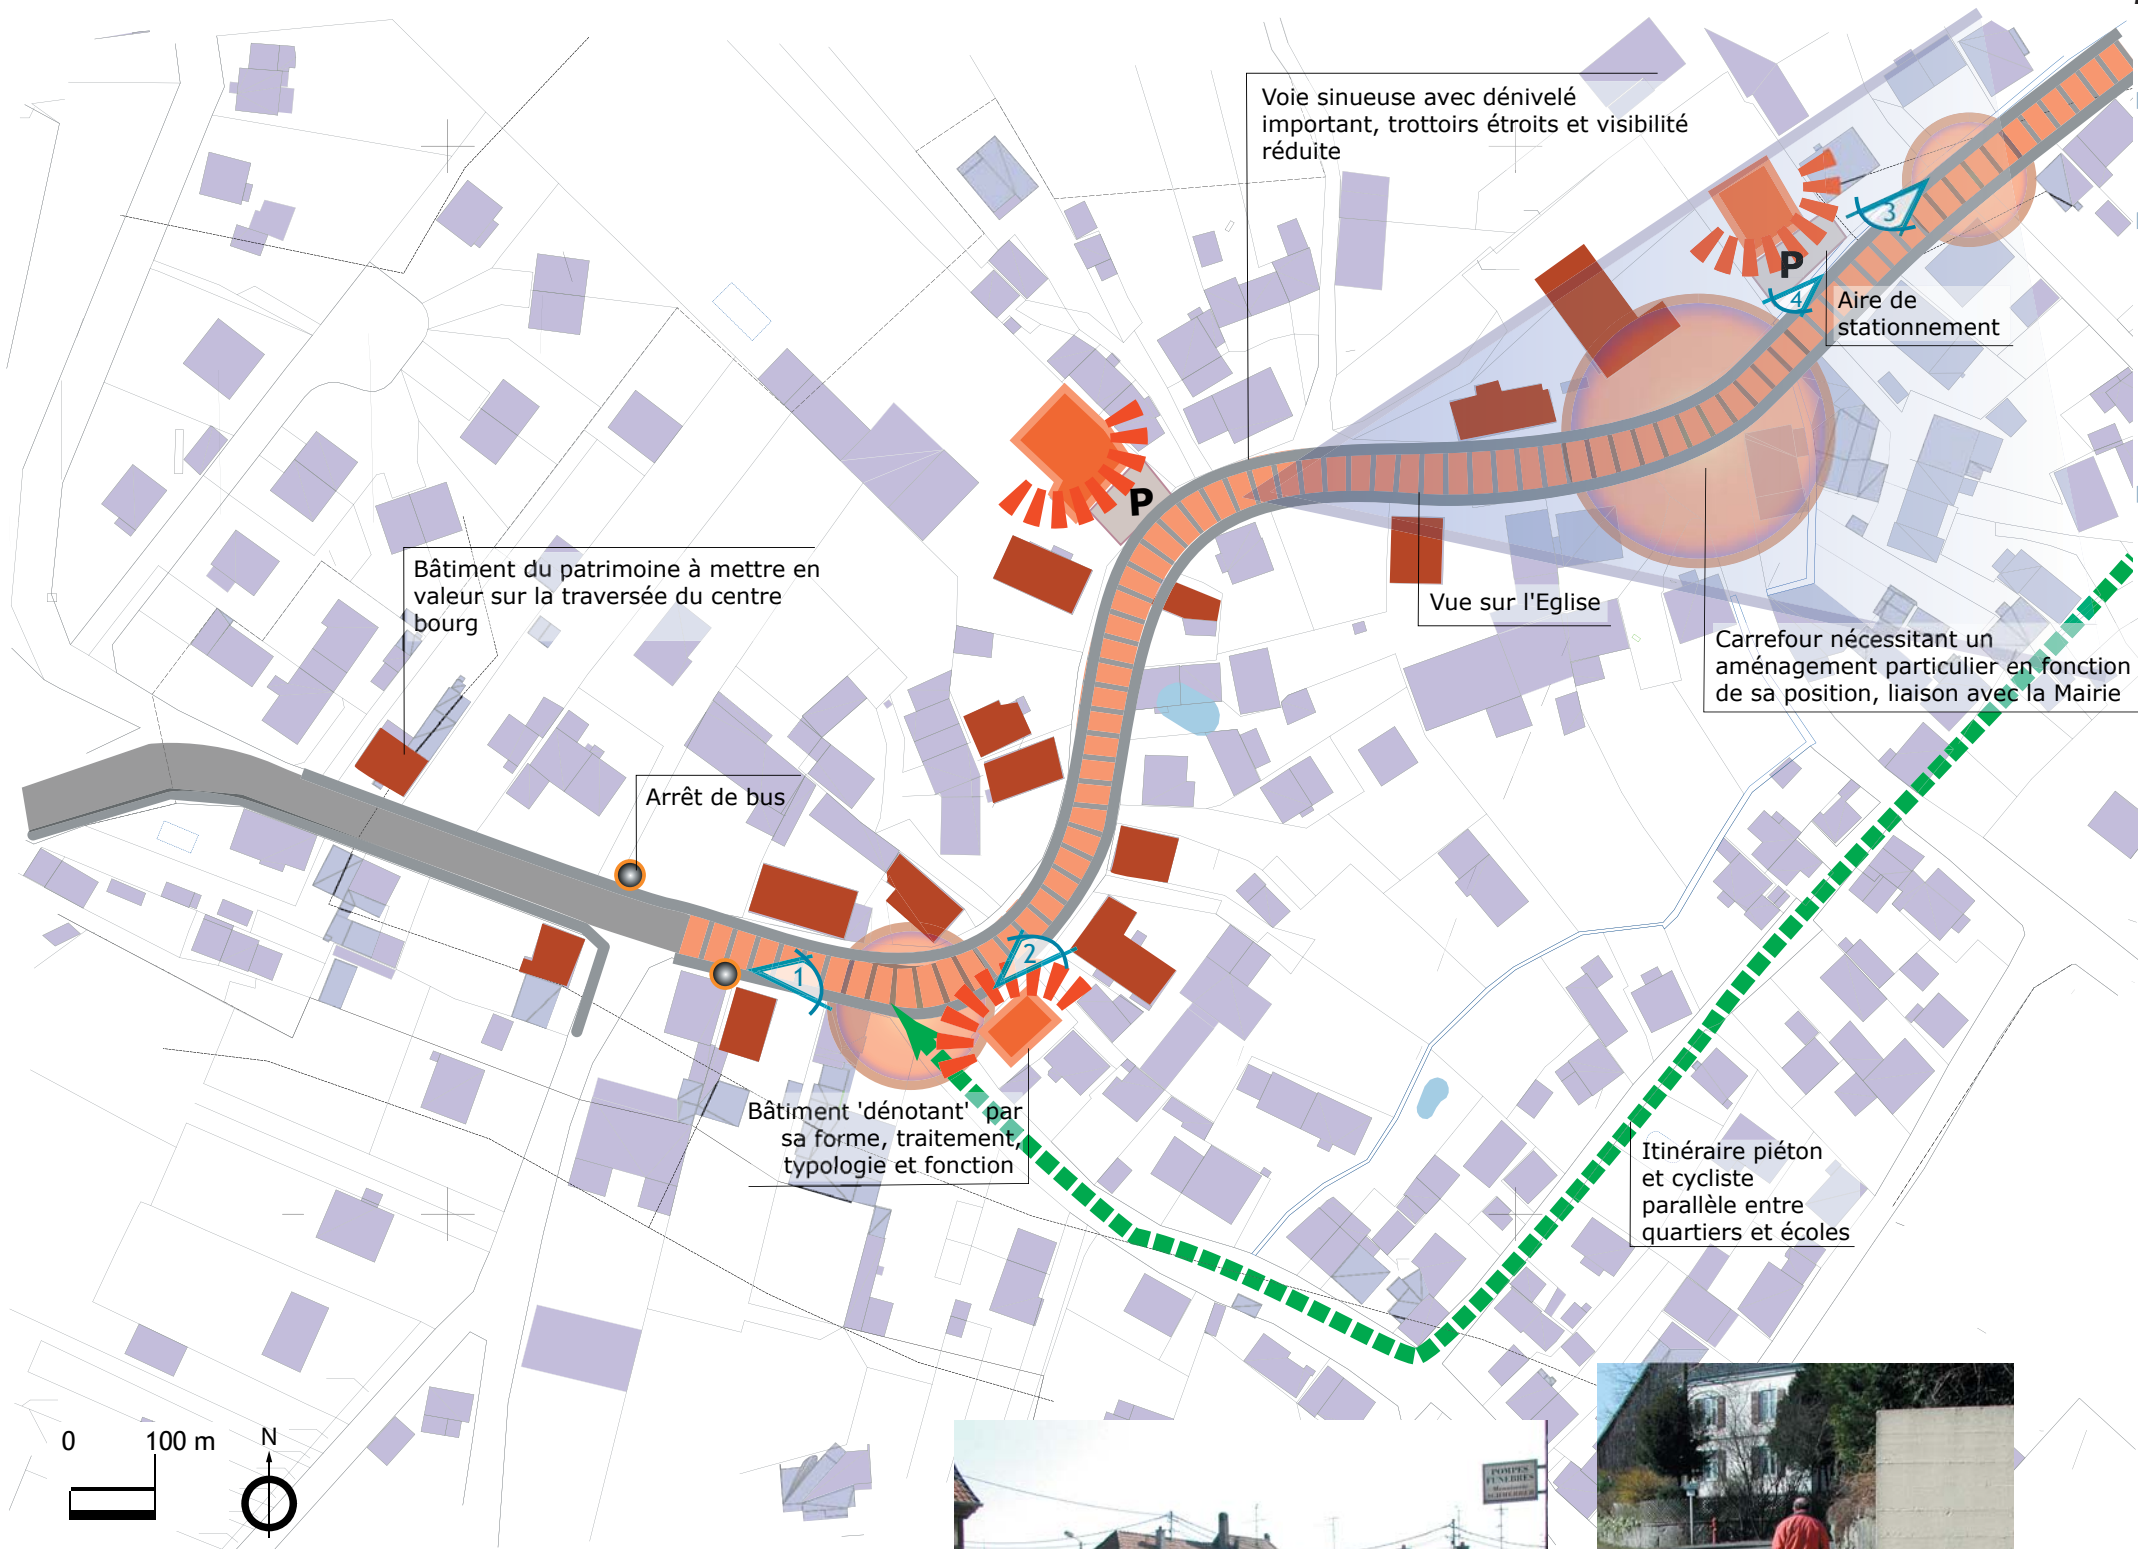 Voie sinueuse avec dénivelé
important, trottoirs étroits et visibilité
réduite
3
P
4
Aire de
stationnement
P
Bâtiment du patrimoine à mettre en
valeur sur la traversée du centre
bourg
Vue sur l'Eglise
Carrefour nécessitant un
aménagement particulier en fonction
de sa position, liaison avec la Mairie
Arrêt de bus
2
1
Bâtiment 'dénotant' par
sa forme, traitement,
typologie et fonction
Itinéraire piéton
et cycliste
parallèle entre
quartiers et écoles
0 100 m
N
POMPES
FUNEBRES